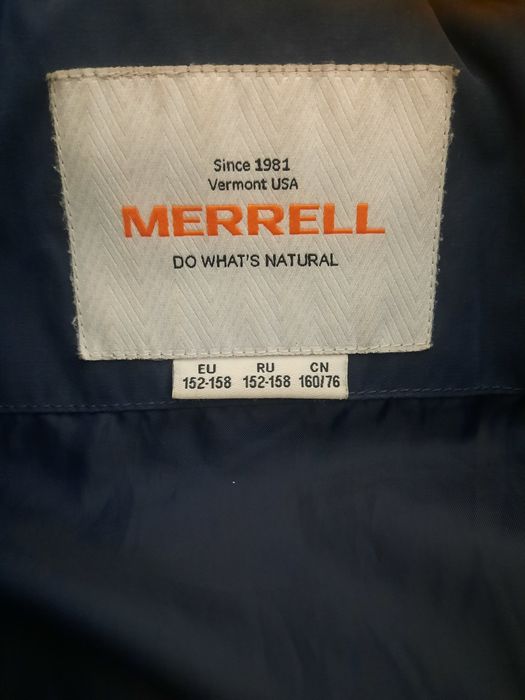 Since 1981
Vermont USA
MERRELL
DO WHAT'S NATURAL
EU RU CN
152-158 152-158 160/76